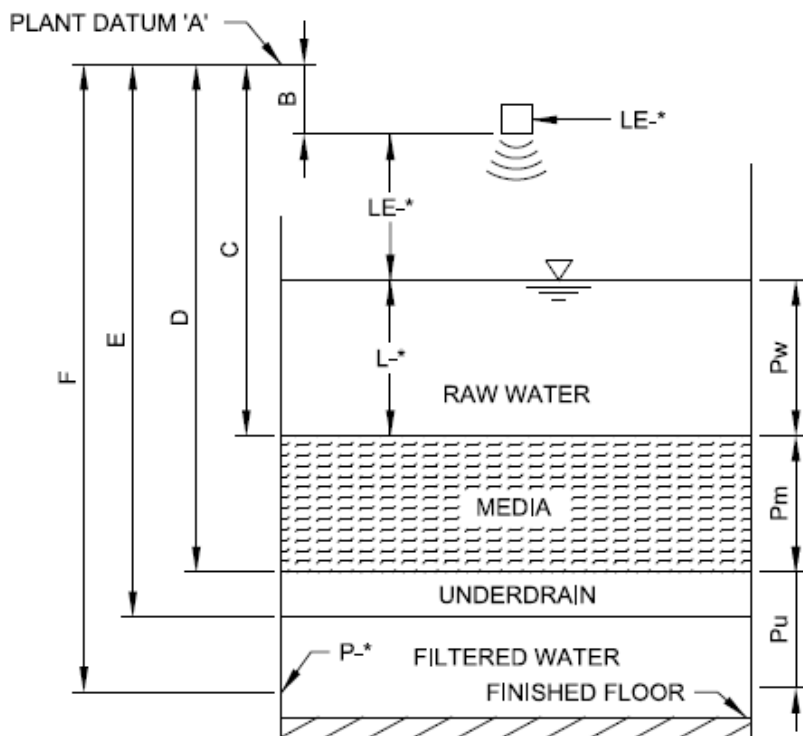 PLANT DATUM 'A'
B
LE-*
LE-*
C
D
E
F
L-*
Pw
RAW WATER
MEDIA
Pm
UNDERDRAIN
Pu
P-*
FILTERED WATER
FINISHED FLOOR